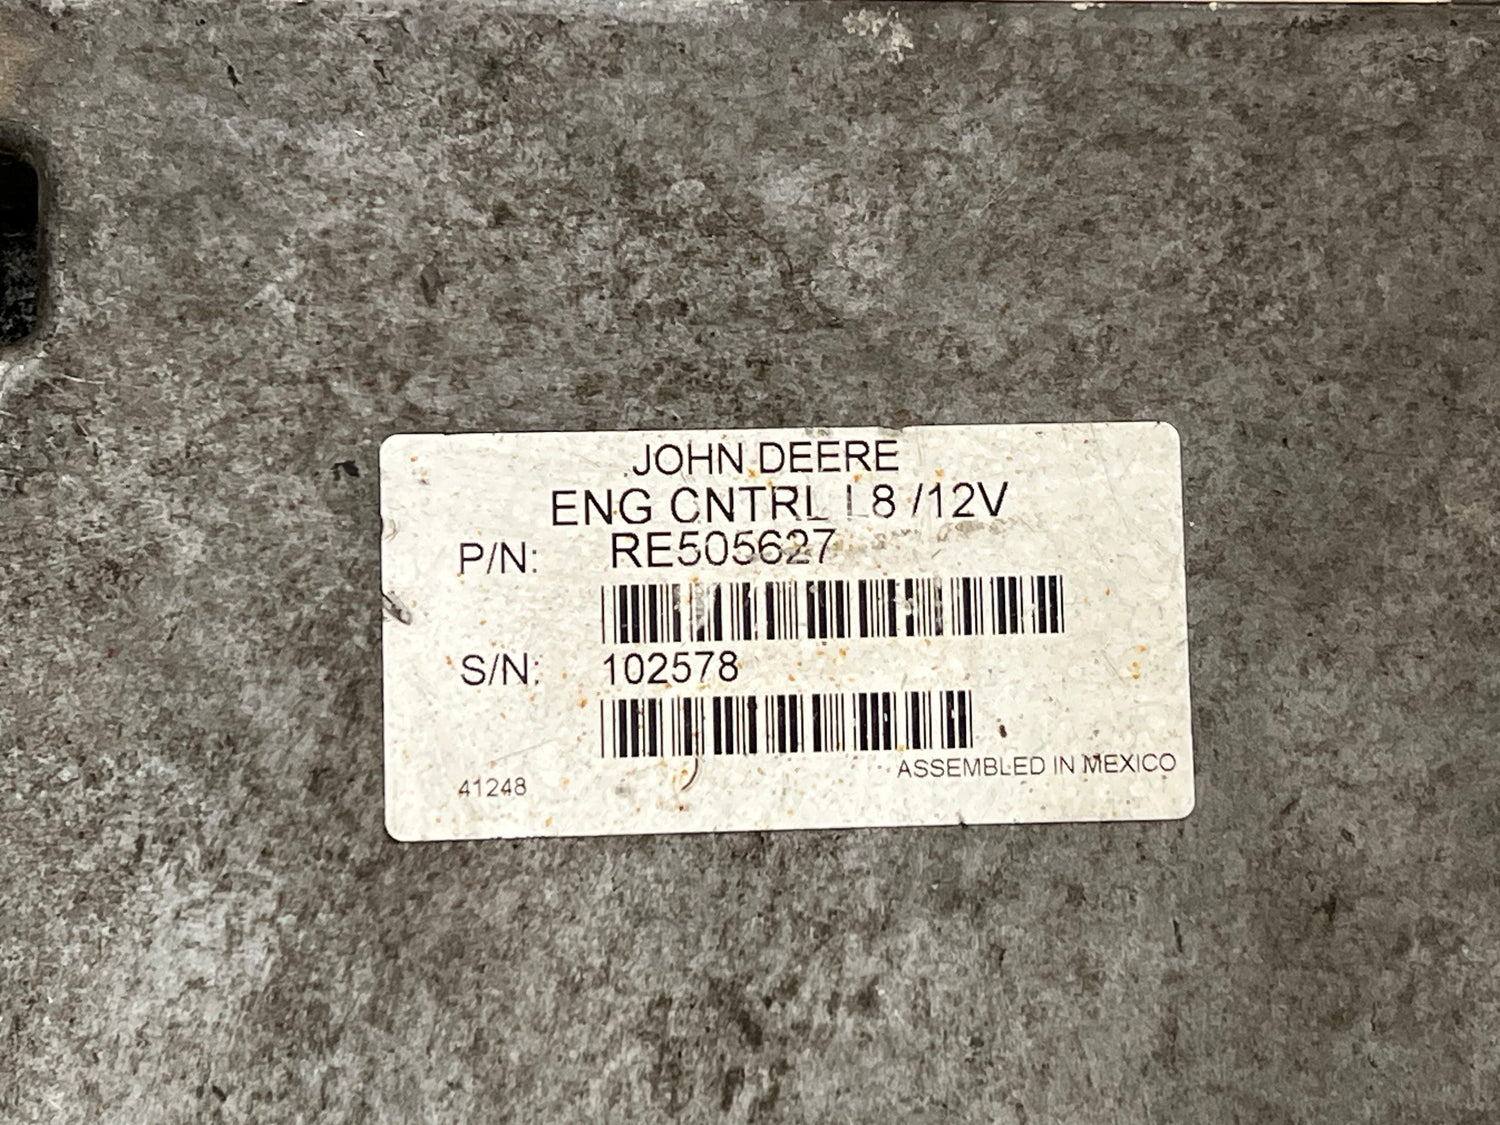 JOHN DEERE
ENG CNTRL L8 /12V
P/N: RE505627
S/N: 102578
ASSEMBLED IN MEXICO
41248